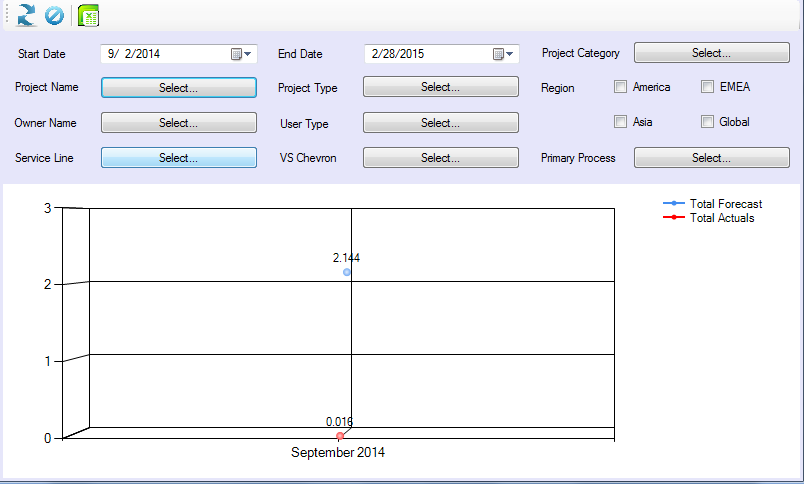 Start Date 9/ 2/2014 End Date 2/28/2015 Project Category Select...
Project Name Select... Project Type Select... Region America EMEA
Owner Name Select... User Type Select... Asia Global
Service Line Select... VS Chevron Select... Primary Process Select...
Total Forecast
Total Actuals
3
2.144
2
1
0.016
0
September 2014